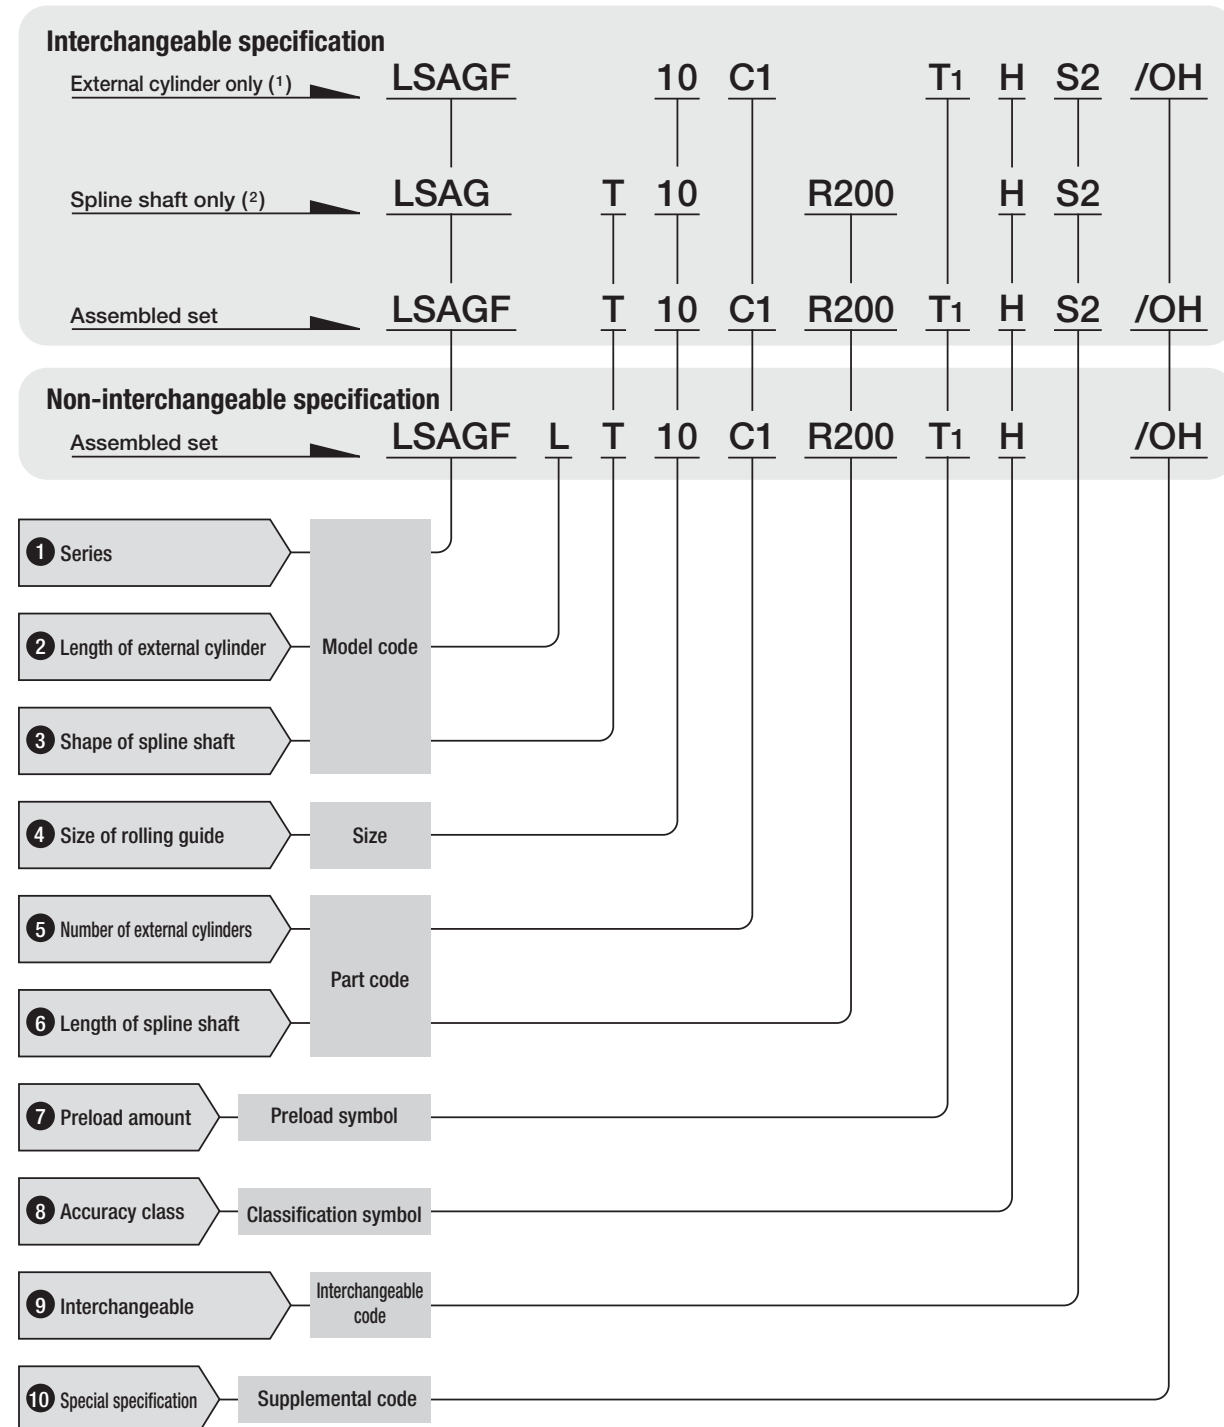 Interchangeable specification
External cylinder only (1) LSAGF 10 C1 T1 H S2 /OH
Spline shaft only (2) LSAG T 10 R200 H S2
Assembled set LSAGF T 10 C1 R200 T1 H S2 /OH
Non-interchangeable specification
Assembled set LSAGF L T 10 C1 R200 T1 H /OH
1 Series
2 Length of external cylinder Model code
3 Shape of spline shaft
4 Size of rolling guide Size
5 Number of external cylinders
Part code
6 Length of spline shaft
7 Preload amount Preload symbol
8 Accuracy class Classification symbol
9 Interchangeable Interchangeable
code
10 Special specification Supplemental code